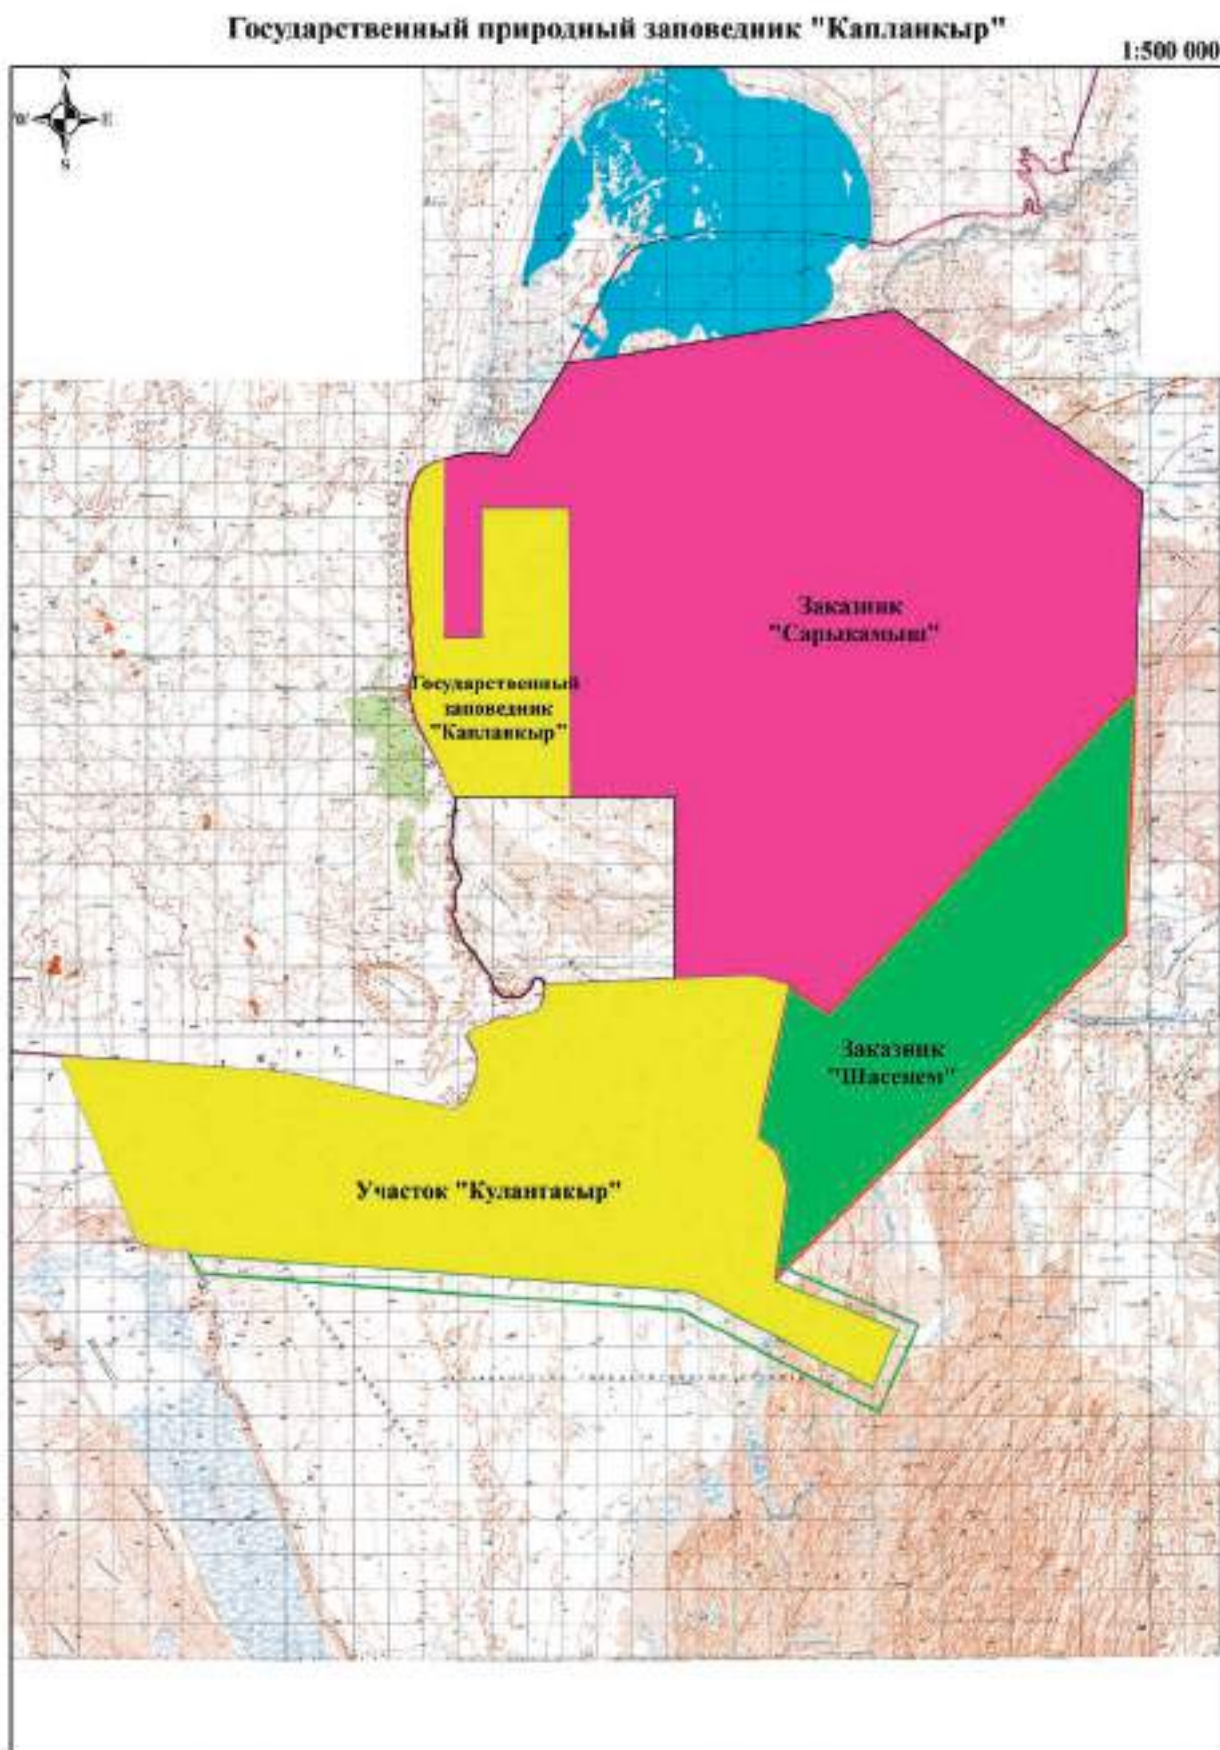 Государственный природный заповедник "Капланкыр"
1:500 000
N
W E
S
Заказник
"Сарыкамыш"
Государственный
заповедник
"Капланкыр"
Заказник
"Шасенем"
Участок "Кулантакыр"